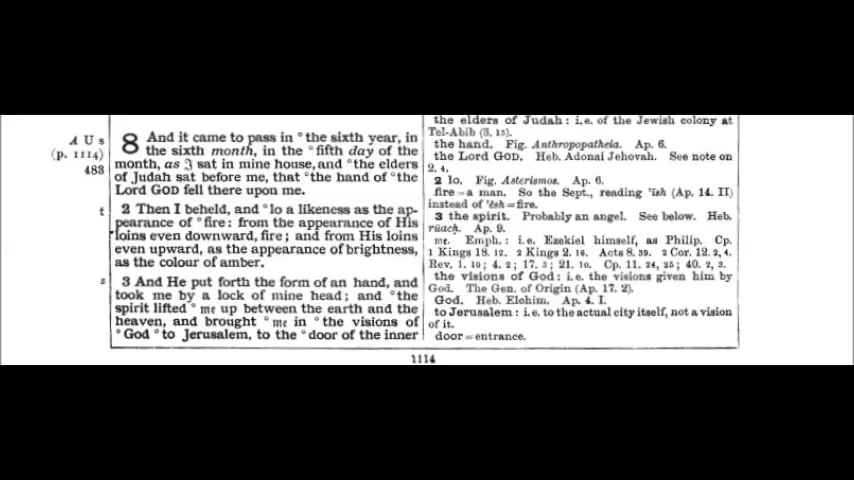 A U s
(p. 1114)
483
8 And it came to pass in °the sixth year, in
the sixth month, in the °fifth day of the
month, as I sat in mine house, and °the elders
of Judah sat before me, that °the hand of °the
Lord GOD fell there upon me.
t
2 Then I beheld, and °lo a likeness as the ap-
pearance of °fire: from the appearance of His
loins even downward, fire; and from His loins
even upward, as the appearance of brightness,
as the colour of amber.
s
3 And He put forth the form of an hand, and
took me by a lock of mine head; and °the
spirit lifted °me up between the earth and the
heaven, and brought °me in °the visions of
°God °to Jerusalem, to the °door of the inner
the elders of Judah: i.e. of the Jewish colony at
Tel-Abib (3. 15).
the hand. Fig. Anthropopatheia. Ap. 6.
the Lord GOD. Heb. Adonai Jehovah. See note on
2. 4.
2 lo. Fig. Asterismos. Ap. 6.
fire = a man. So the Sept., reading 'ish (Ap. 14. II)
instead of 'ēsh = fire.
3 the spirit. Probably an angel. See below. Heb.
rūach. Ap. 9.
me. Emph.: i.e. Ezekiel himself, as Philip. Cp.
1 Kings 18. 12. 2 Kings 2. 16. Acts 8. 39. 2 Cor. 12. 2, 4.
Rev. 1. 10; 4. 2; 17. 3; 21. 10. Cp. 11. 24, 25; 40. 2, 3.
the visions of God: i.e. the visions given him by
God. The Gen. of Origin (Ap. 17. 2).
God. Heb. Elohim. Ap. 4. I.
to Jerusalem: i.e. to the actual city itself, not a vision
of it.
door = entrance.
1114